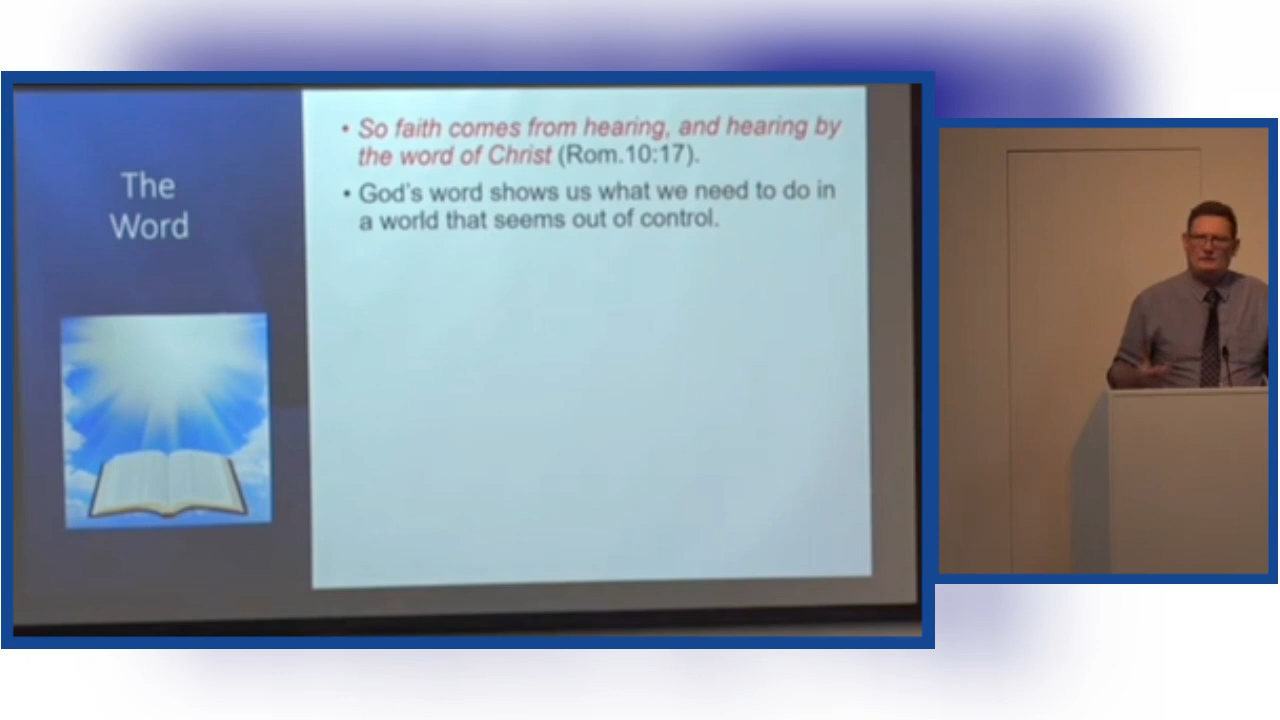 The
Word
• So faith comes from hearing, and hearing by
the word of Christ (Rom.10:17).
• God's word shows us what we need to do in
a world that seems out of control.